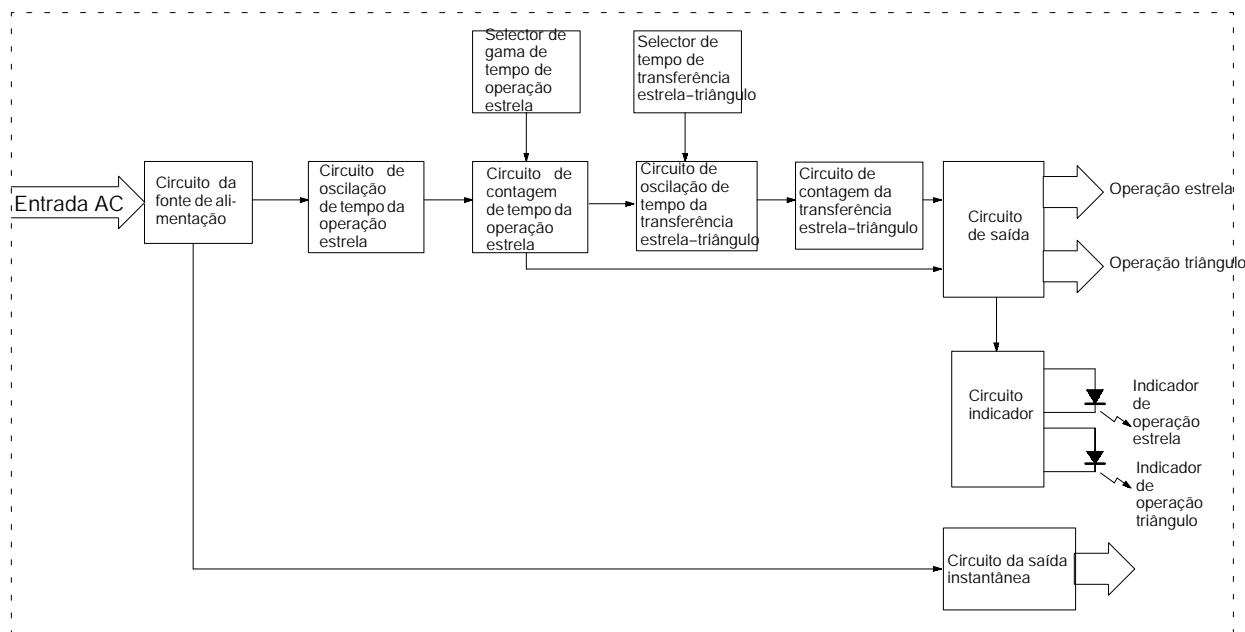 Selector de
gama de
tempo de
operação
estrela
Selector de
tempo de
transferência
estrela-triângulo
Entrada AC
Circuito da
fonte de ali-
mentação
Circuito de
oscilação
de tempo da
operação
estrela
Circuito de
contagem
de tempo da
operação
estrela
Circuito de
oscilação de
tempo da
transferência
estrela-triângulo
Circuito de
contagem da
transferência
estrela-triângulo
Circuito
de saída
Operação estrela
Operação triângulo
Circuito
indicador
Indicador
de
operação
estrela
Indicador
de
operação
triângulo
Circuito da saída
instantânea